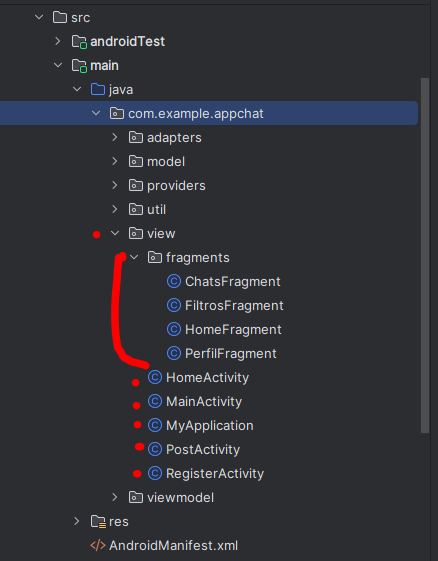 src
androidTest
main
java
com.example.appchat
adapters
model
providers
util
view
fragments
ChatsFragment
FiltrosFragment
HomeFragment
PerfilFragment
HomeActivity
MainActivity
MyApplication
PostActivity
RegisterActivity
viewmodel
res
AndroidManifest.xml